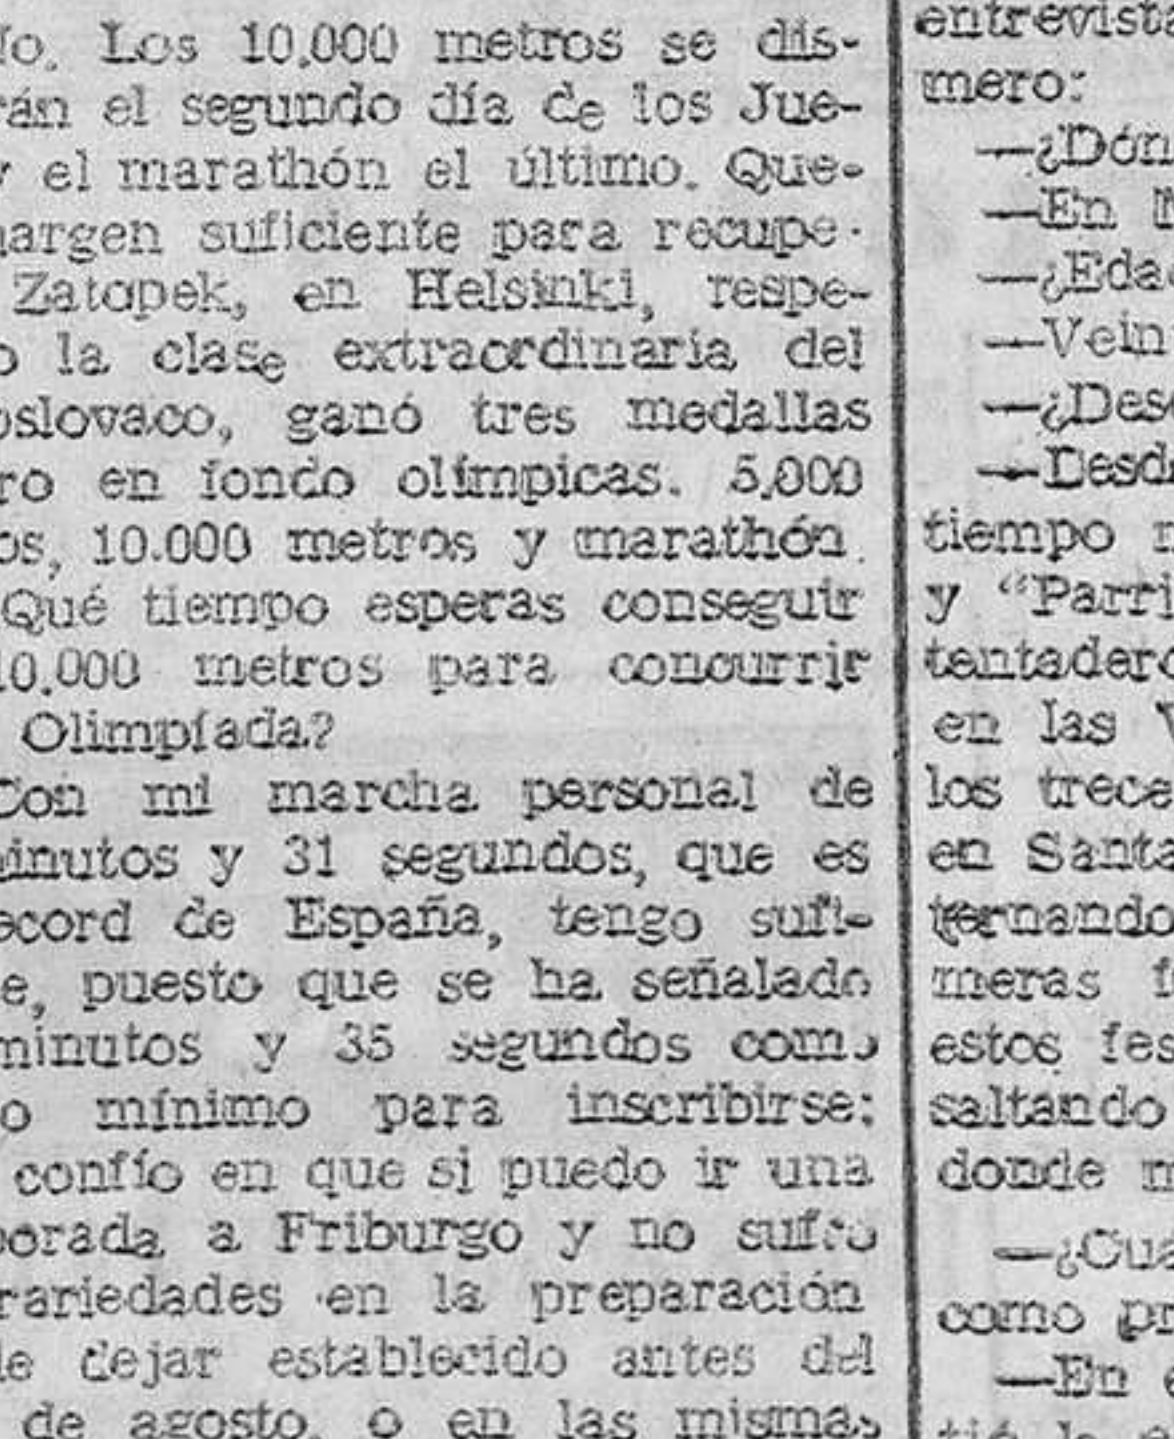 No. Los 10.000 metros se dis-
rán el segundo día de los Jue-
y el marathón el último. Que-
argen suficiente para recupe-
Zatopek, en Helsinki, respe-
o la clase extraordinaria del
oslovaco, ganó tres medallas
ro en fondo olímpicas. 5.000
os, 10.000 metros y marathón.
Qué tiempo esperas conseguir
10.000 metros para concurrir
Olimpíada?
Con mi marcha personal de
minutos y 31 segundos, que es
ecord de España, tengo sufi-
e, puesto que se ha señalado
minutos y 35 segundos como
o mínimo para inscribirse;
confío en que si puedo ir una
porada a Friburgo y no sufro
rariedades en la preparación
de dejar establecido antes del
de agosto, o en las mismas
entrevista
mero:
—¿Dón
—En
—¿Eda
—Vein
—¿Des
—Desd
tiempo
y "Parri
tentadero
en las
los trece
en Santa
ternando
meras f
estos fes
saltando
donde
—¿Cuá
como pr
—En e